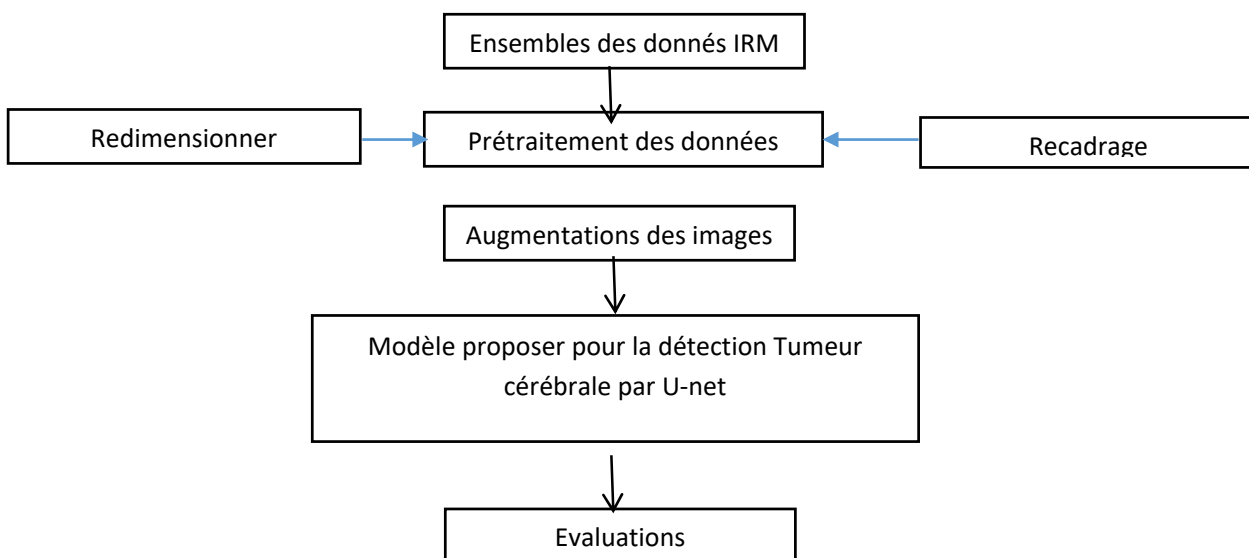 Ensembles des donnés IRM
Redimensionner
Prétraitement des données
Recadrage
Augmentations des images
Modèle proposer pour la détection Tumeur
cérébrale par U-net
Evaluations